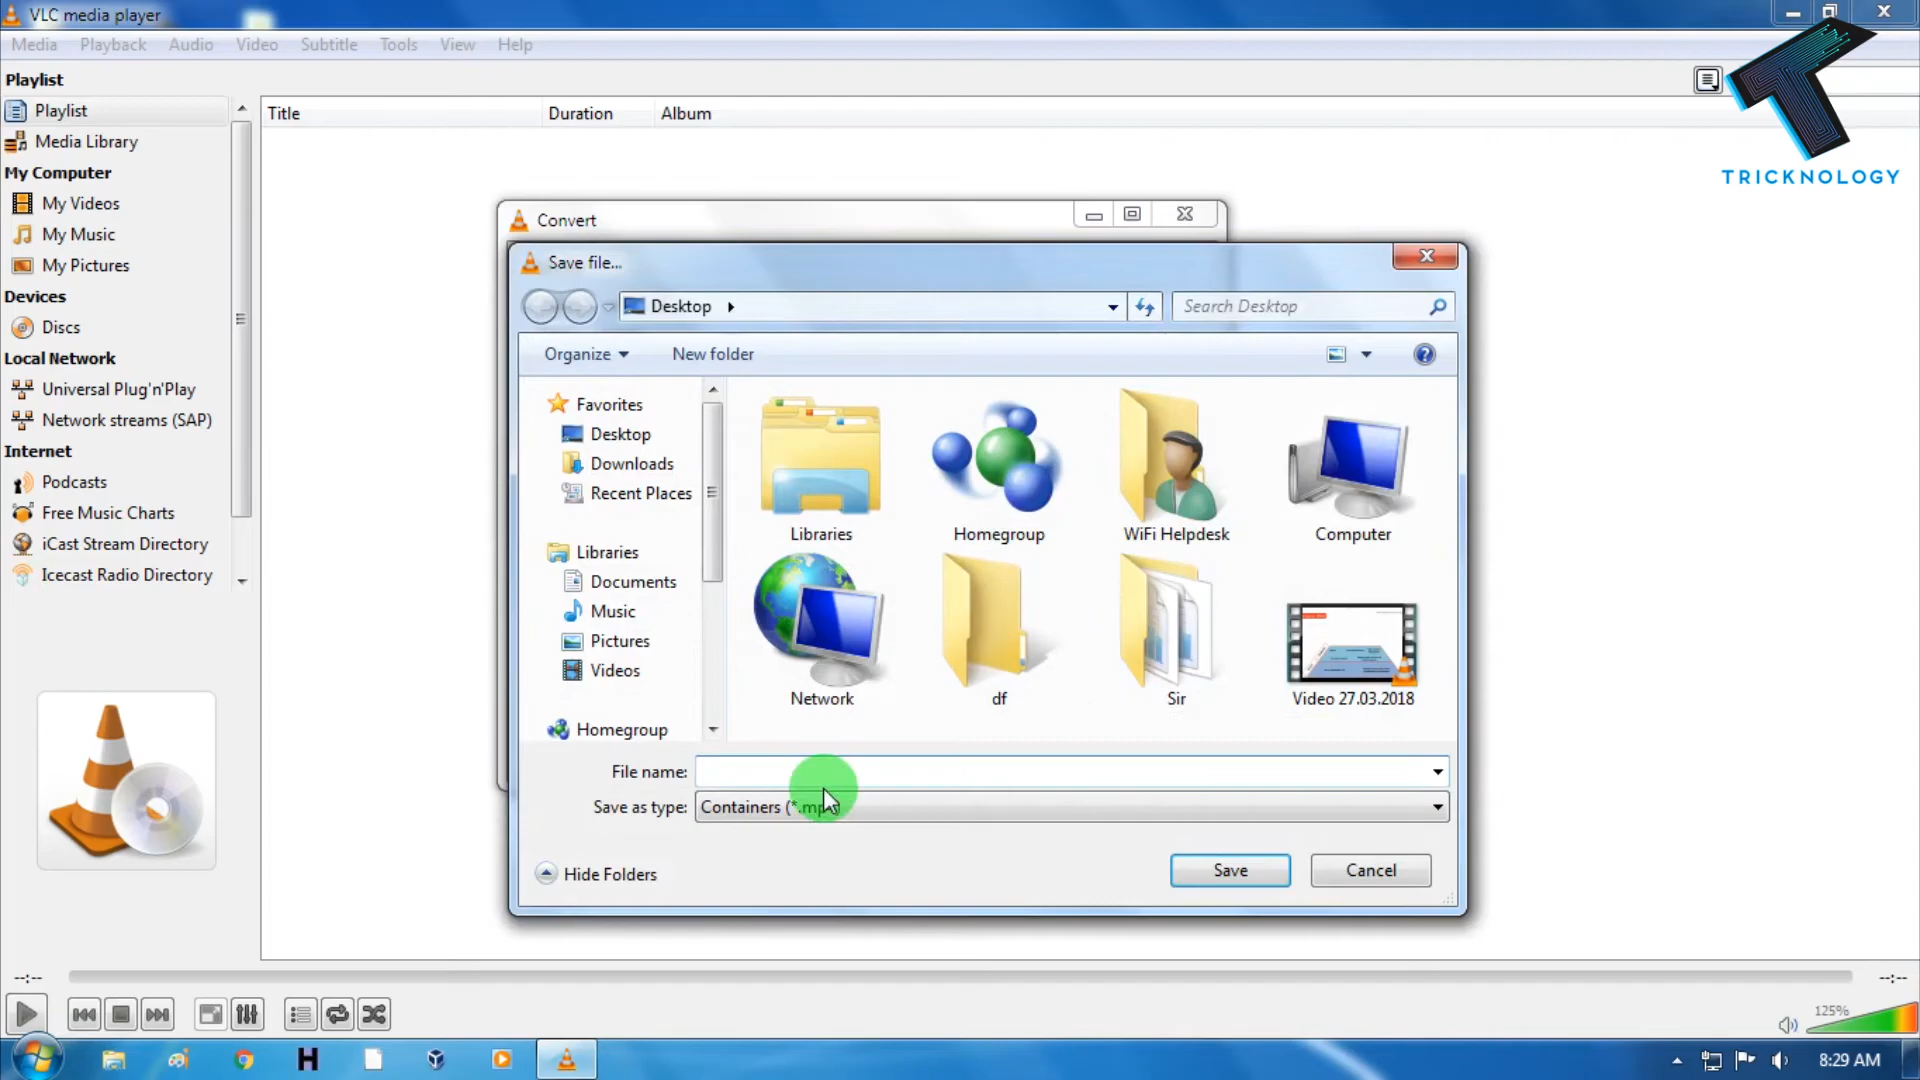 VLC media player
Media Playback Audio Video Subtitle Tools View Help
Playlist
Playlist
Media Library
My Computer
My Videos
My Music
My Pictures
Devices
Discs
Local Network
Universal Plug'n'Play
Network streams (SAP)
Internet
Podcasts
Free Music Charts
iCast Stream Directory
Icecast Radio Directory
Title Duration Album
TRICKNOLOGY
Convert
Save file...
Desktop
Search Desktop
Organize New folder
Favorites
Desktop
Downloads
Recent Places
Libraries
Documents
Music
Pictures
Videos
Homegroup
Libraries Homegroup WiFi Helpdesk Computer
Network df Sir Video 27.03.2018
File name:
Save as type: Containers
Hide Folders
Save Cancel
--:-- --:--
125%
8:29 AM